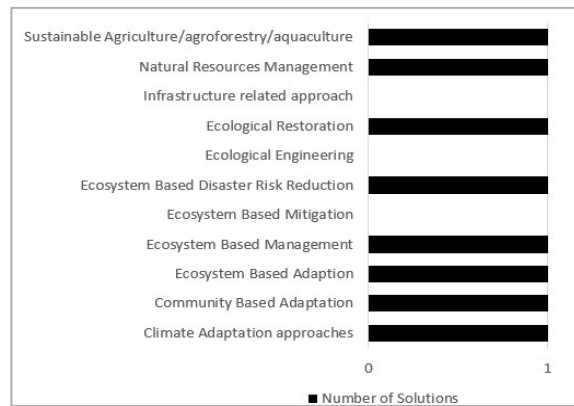 Sustainable Agriculture/agroforestry/aquaculture
Natural Resources Management
Infrastructure related approach
Ecological Restoration
Ecological Engineering
Ecosystem Based Disaster Risk Reduction
Ecosystem Based Mitigation
Ecosystem Based Management
Ecosystem Based Adaption
Community Based Adaptation
Climate Adaptation approaches
0 1
Number of Solutions